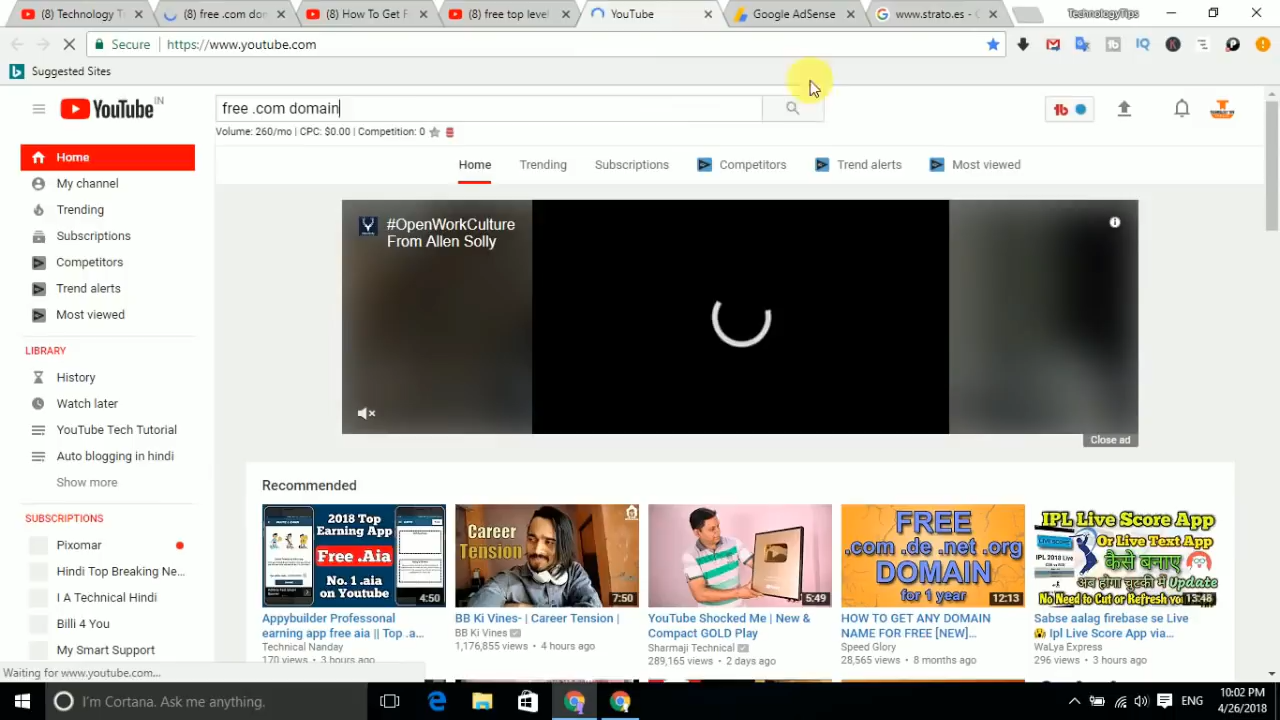 (8) Technology T
(8) free .com dom
(8) How To Get F
(8) free top level
YouTube
Google AdSense
www.strato.es - G
TechnologyTips
Secure
https://www.youtube.com
Suggested Sites
YouTube IN
free .com domain
Volume: 260/mo | CPC: $0.00 | Competition: 0
Home
Trending
Subscriptions
Competitors
Trend alerts
Most viewed
Home
My channel
Trending
Subscriptions
Competitors
Trend alerts
Most viewed
LIBRARY
History
Watch later
YouTube Tech Tutorial
Auto blogging in hindi
Show more
SUBSCRIPTIONS
Pixomar
Hindi Top Breaking Ne...
I A Technical Hindi
Billi 4 You
My Smart Support
#OpenWorkCulture
From Allen Solly
Close ad
Recommended
2018 Top
Earning App
Free .Aia
No.1 aia
on Youtube
4:50
Appybuilder Professonal
earning app free aia || Top .a...
Technical Nanday
170 views · 3 hours ago
Career
Tension
7:50
BB Ki Vines- | Career Tension |
BB Ki Vines
1,176,855 views · 4 hours ago
5:49
YouTube Shocked Me | New &
Compact GOLD Play
Sharmaji Technical
289,165 views · 2 days ago
FREE
.com .de .net .org
DOMAIN
for 1 year
12:13
HOW TO GET ANY DOMAIN
NAME FOR FREE [NEW]...
Speed Glory
28,565 views · 8 months ago
IPL Live Score App
Or Live Text App
IPL 2018 Live
कैसे बनाए
अब होगा चुटकी में Update
No Need to Cut or Refresh
13:48
Sabse aalag firebase se Live
Ipl Live Score App via...
WaLya Express
296 views · 3 hours ago
Waiting for www.youtube.com...
I'm Cortana. Ask me anything.
ENG
10:02 PM
4/26/2018